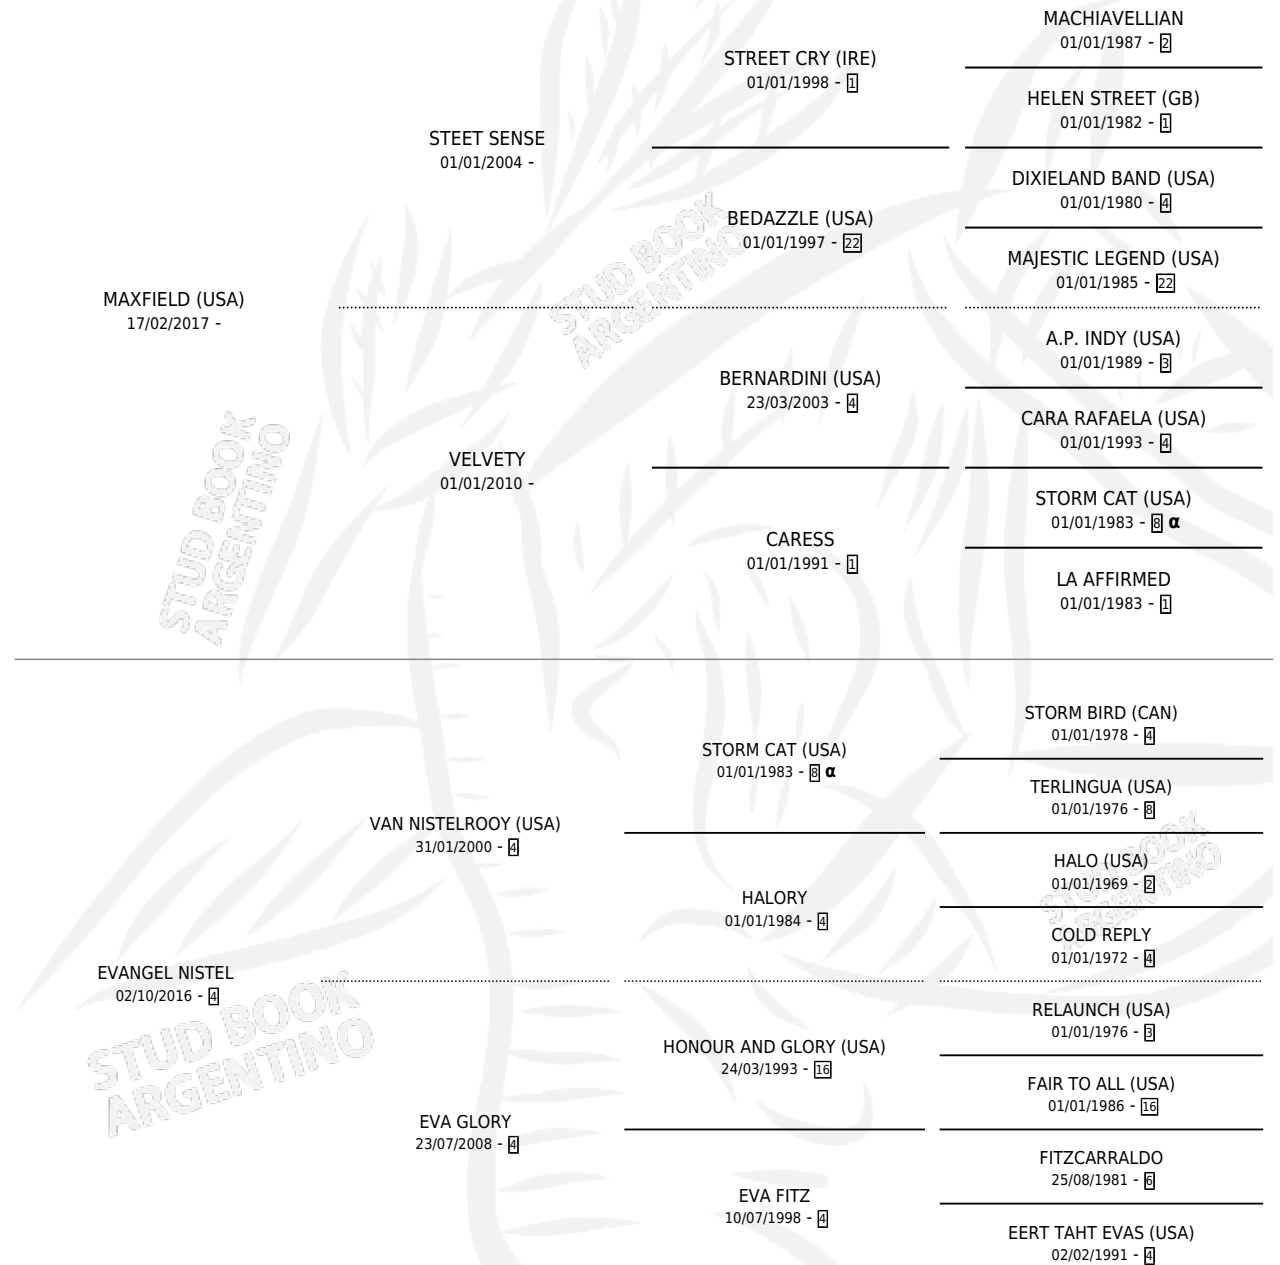 MACHIAVELLIAN
01/01/1987 - 2
STREET CRY (IRE)
01/01/1998 - 1
HELEN STREET (GB)
01/01/1982 - 1
STEET SENSE
01/01/2004 -
DIXIELAND BAND (USA)
01/01/1980 - 4
BEDAZZLE (USA)
01/01/1997 - 22
MAJESTIC LEGEND (USA)
01/01/1985 - 22
MAXFIELD (USA)
17/02/2017 -
A.P. INDY (USA)
01/01/1989 - 3
BERNARDINI (USA)
23/03/2003 - 4
CARA RAFAELA (USA)
01/01/1993 - 4
VELVETY
01/01/2010 -
STORM CAT (USA)
01/01/1983 - 8 α
CARESS
01/01/1991 - 1
LA AFFIRMED
01/01/1983 - 1
STORM BIRD (CAN)
01/01/1978 - 4
STORM CAT (USA)
01/01/1983 - 8 α
TERLINGUA (USA)
01/01/1976 - 8
VAN NISTELROOY (USA)
31/01/2000 - 4
HALO (USA)
01/01/1969 - 2
HALORY
01/01/1984 - 4
COLD REPLY
01/01/1972 - 4
EVANGEL NISTEL
02/10/2016 - 4
RELAUNCH (USA)
01/01/1976 - 3
HONOUR AND GLORY (USA)
24/03/1993 - 16
FAIR TO ALL (USA)
01/01/1986 - 16
EVA GLORY
23/07/2008 - 4
FITZCARRALDO
25/08/1981 - 6
EVA FITZ
10/07/1998 - 4
EERT TAHT EVAS (USA)
02/02/1991 - 4
STUD BOOK
ARGENTINO
STUD BOOK
ARGENTINO
STUD BOOK
ARGENTINO
STUD BOOK
ARGENTINO